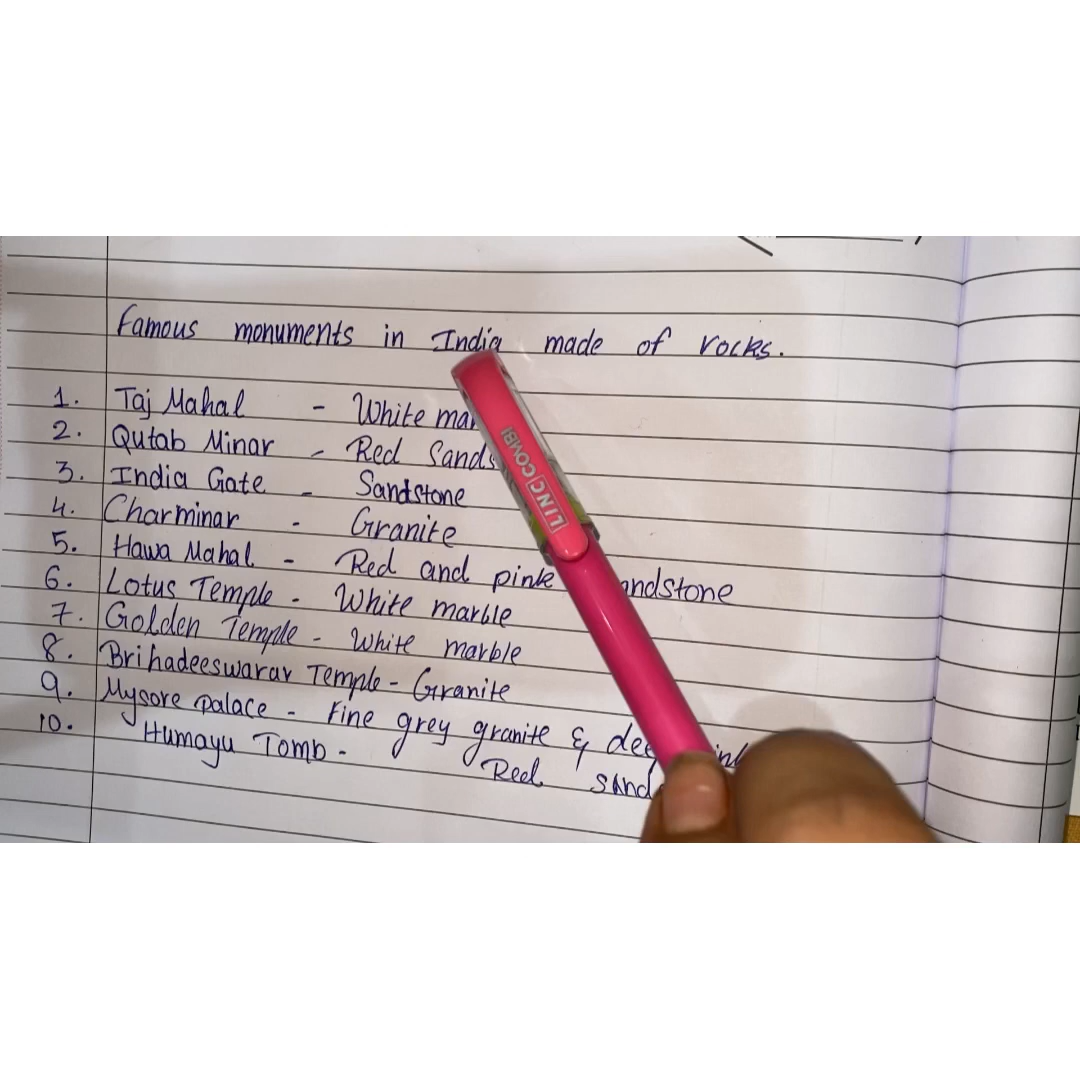 Famous monuments in India made of rocks.
1. Taj Mahal - White
2. Qutab Minar - Red
3. India Gate - Sandstone
4. Charminar - Granite
5. Hawa Mahal - Red and pink
6. Lotus Temple - White marble
7. Golden Temple - White marble
8. Brihadeeswarar Temple - Granite
9. Mysore palace - Fine grey granite &
10. Humayu Tomb - Red
LINC COMBI